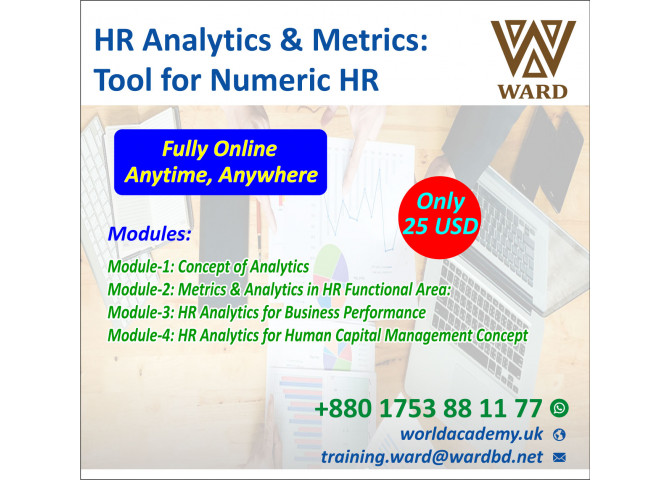 HR Analytics & Metrics:
Tool for Numeric HR
WARD
Fully Online
Anytime, Anywhere
Only
25 USD
Modules:
Module-1: Concept of Analytics
Module-2: Metrics & Analytics in HR Functional Area:
Module-3: HR Analytics for Business Performance
Module-4: HR Analytics for Human Capital Management Concept
+880 1753 88 11 77
worldacademy.uk
training.ward@wardbd.net